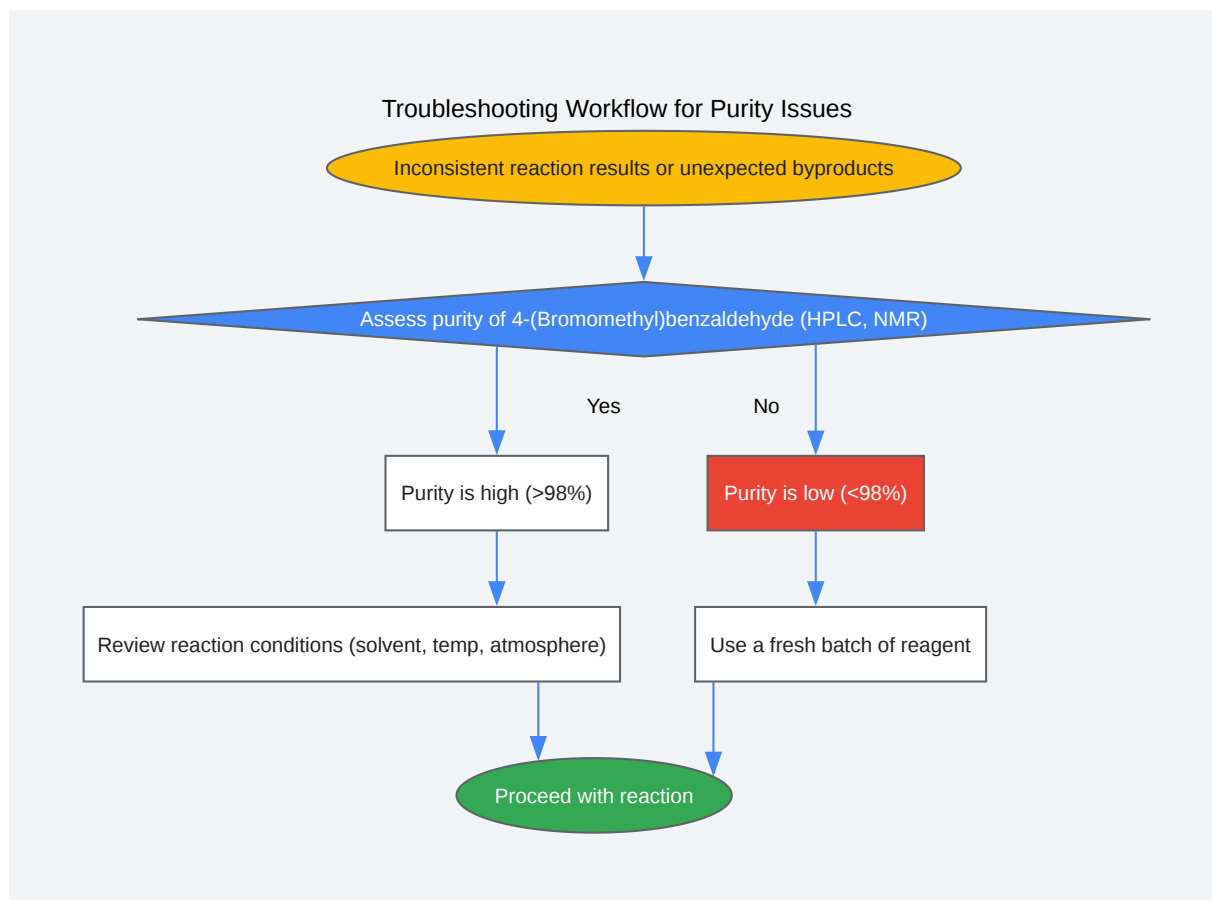 Troubleshooting Workflow for Purity Issues
Inconsistent reaction results or unexpected byproducts
Assess purity of 4-(Bromomethyl)benzaldehyde (HPLC, NMR)
Yes
No
Purity is high (>98%)
Purity is low (<98%)
Review reaction conditions (solvent, temp, atmosphere)
Use a fresh batch of reagent
Proceed with reaction